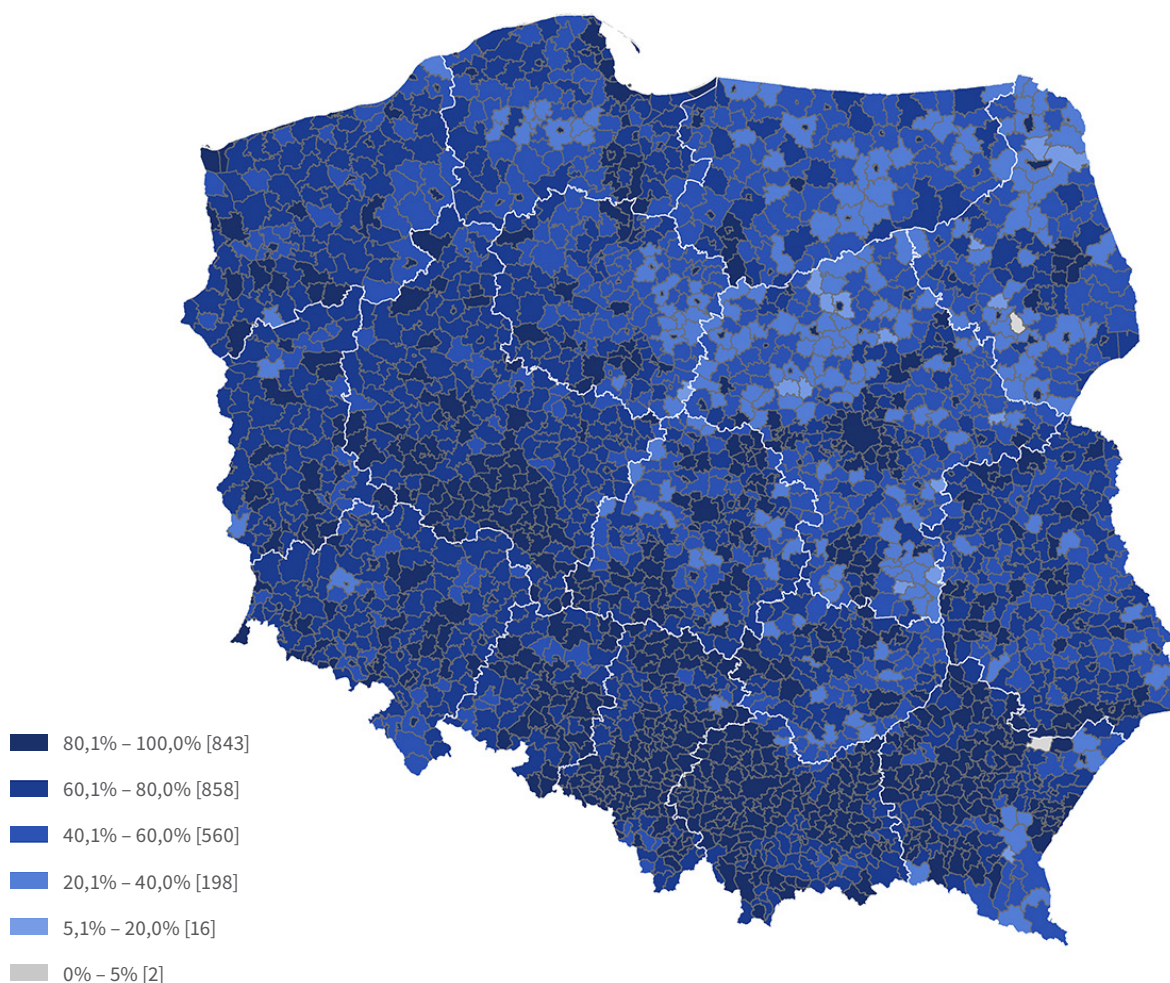 80,1% – 100,0% [843]
60,1% – 80,0% [858]
40,1% – 60,0% [560]
20,1% – 40,0% [198]
5,1% – 20,0% [16]
0% – 5% [2]